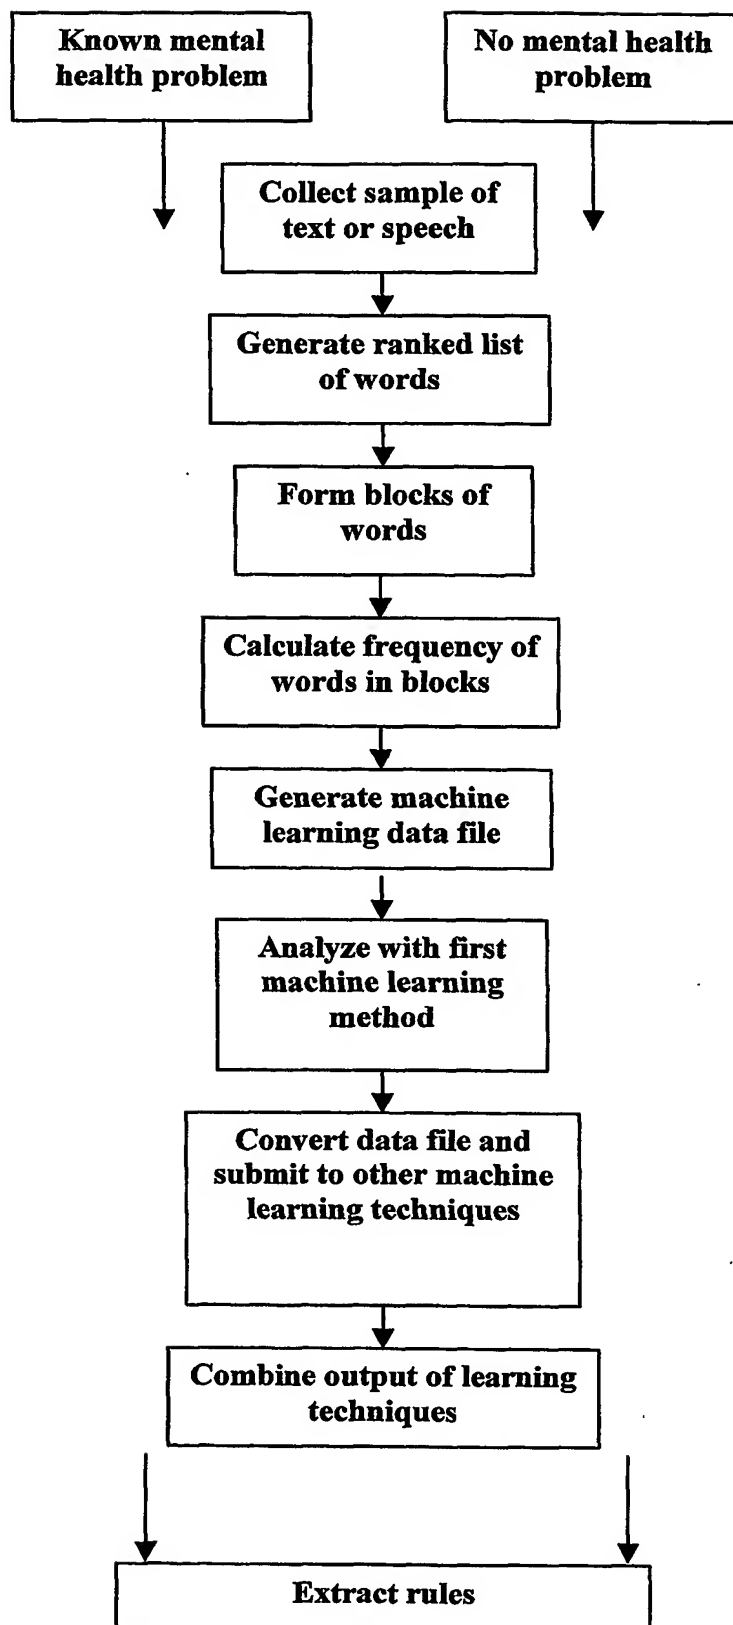 Known mental
health problem
No mental health
problem
Collect sample of
text or speech
Generate ranked list
of words
Form blocks of
words
Calculate frequency of
words in blocks
Generate machine
learning data file
Analyze with first
machine learning
method
Convert data file and
submit to other machine
learning techniques
Combine output of learning
techniques
Extract rules